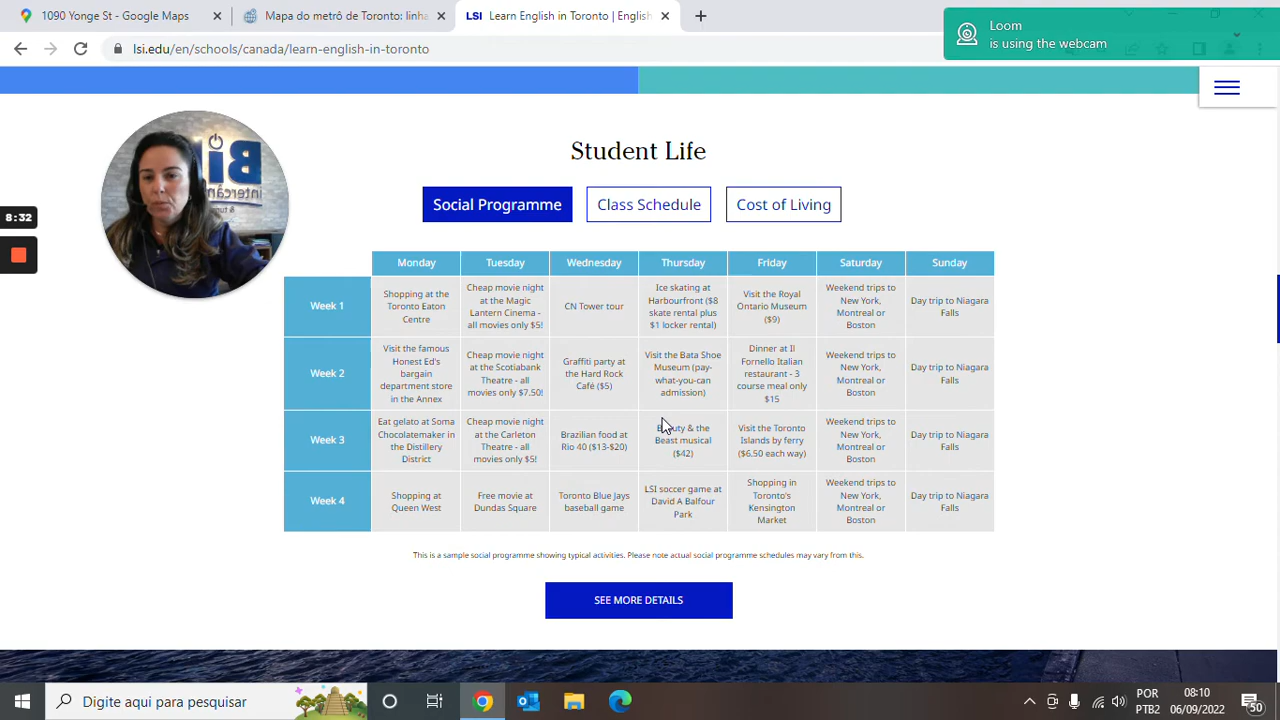 1090 Yonge St - Google Maps
Mapa do metrô de Toronto: linha
LSI Learn English in Toronto | English
Loom
is using the webcam
lsi.edu/en/schools/canada/learn-english-in-toronto
Student Life
Social Programme
Class Schedule
Cost of Living
8:32
Monday
Tuesday
Wednesday
Thursday
Friday
Saturday
Sunday
Week 1
Shopping at the
Toronto Eaton
Centre
Cheap movie night
at the Magic
Lantern Cinema -
all movies only $5!
CN Tower tour
Ice skating at
Harbourfront ($8
skate rental plus
$1 locker rental)
Visit the Royal
Ontario Museum
($9)
Weekend trips to
New York,
Montreal or
Boston
Day trip to Niagara
Falls
Week 2
Visit the famous
Honest Ed's
bargain
department store
in the Annex
Cheap movie night
at the Scotiabank
Theatre - all
movies only $7.50!
Graffiti party at
the Hard Rock
Café ($5)
Visit the Bata Shoe
Museum (pay-
what-you-can
admission)
Dinner at Il
Fornello Italian
restaurant - 3
course meal only
$15
Weekend trips to
New York,
Montreal or
Boston
Day trip to Niagara
Falls
Week 3
Eat gelato at Soma
Chocolatemaker in
the Distillery
District
Cheap movie night
at the Carleton
Theatre - all
movies only $5!
Brazilian food at
Rio 40 ($13-$20)
& the
Beast musical
($42)
Visit the Toronto
Islands by ferry
($6.50 each way)
Weekend trips to
New York,
Montreal or
Boston
Day trip to Niagara
Falls
Week 4
Shopping at
Queen West
Free movie at
Dundas Square
Toronto Blue Jays
baseball game
LSI soccer game at
David A Balfour
Park
Shopping in
Toronto's
Kensington
Market
Weekend trips to
New York,
Montreal or
Boston
Day trip to Niagara
Falls
This is a sample social programme showing typical activities. Please note actual social programme schedules may vary from this.
SEE MORE DETAILS
Digite aqui para pesquisar
POR
PTB2
08:10
06/09/2022
50